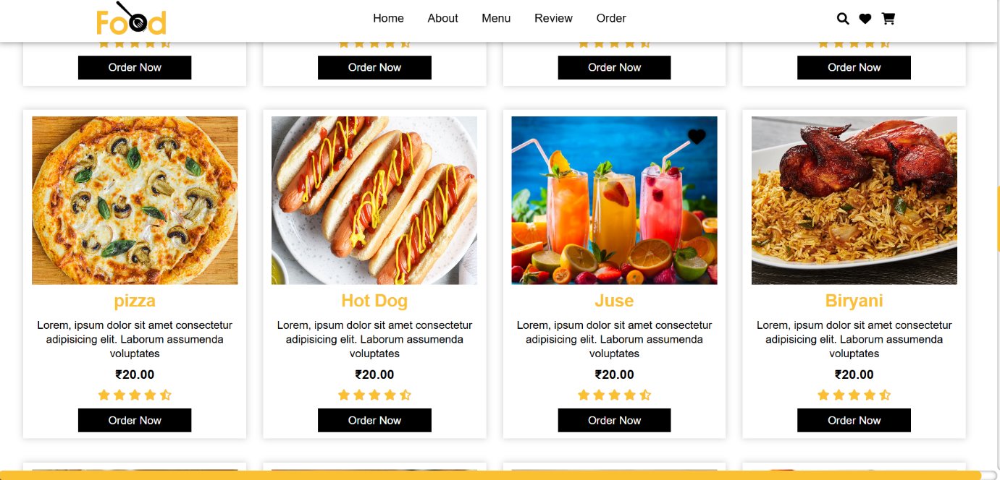 Food
Home About Menu Review Order
Order Now Order Now Order Now Order Now
pizza
Lorem, ipsum dolor sit amet consectetur
adipisicing elit. Laborum assumenda
voluptates
₹20.00
Order Now
Hot Dog
Lorem, ipsum dolor sit amet consectetur
adipisicing elit. Laborum assumenda
voluptates
₹20.00
Order Now
Juse
Lorem, ipsum dolor sit amet consectetur
adipisicing elit. Laborum assumenda
voluptates
₹20.00
Order Now
Biryani
Lorem, ipsum dolor sit amet consectetur
adipisicing elit. Laborum assumenda
voluptates
₹20.00
Order Now